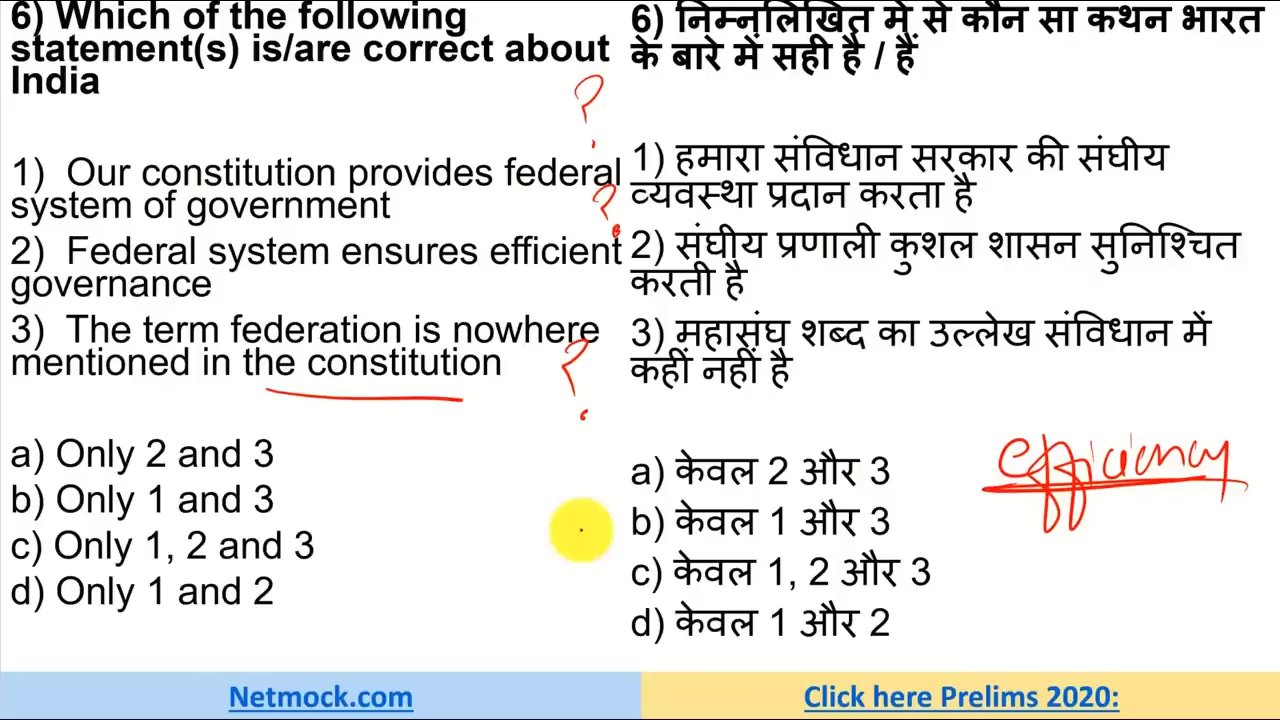 6) Which of the following
statement(s) is/are correct about
India
1) Our constitution provides federal
system of government
2) Federal system ensures efficient
governance
3) The term federation is nowhere
mentioned in the constitution
a) Only 2 and 3
b) Only 1 and 3
c) Only 1, 2 and 3
d) Only 1 and 2
?
?
?
6) निम्नलिखित में से कौन सा कथन भारत
के बारे में सही है / हैं
1) हमारा संविधान सरकार की संघीय
व्यवस्था प्रदान करता है
2) संघीय प्रणाली कुशल शासन सुनिश्चित
करती है
3) महासंघ शब्द का उल्लेख संविधान में
कहीं नहीं है
efficiency
a) केवल 2 और 3
b) केवल 1 और 3
c) केवल 1, 2 और 3
d) केवल 1 और 2
Netmock.com
Click here Prelims 2020: